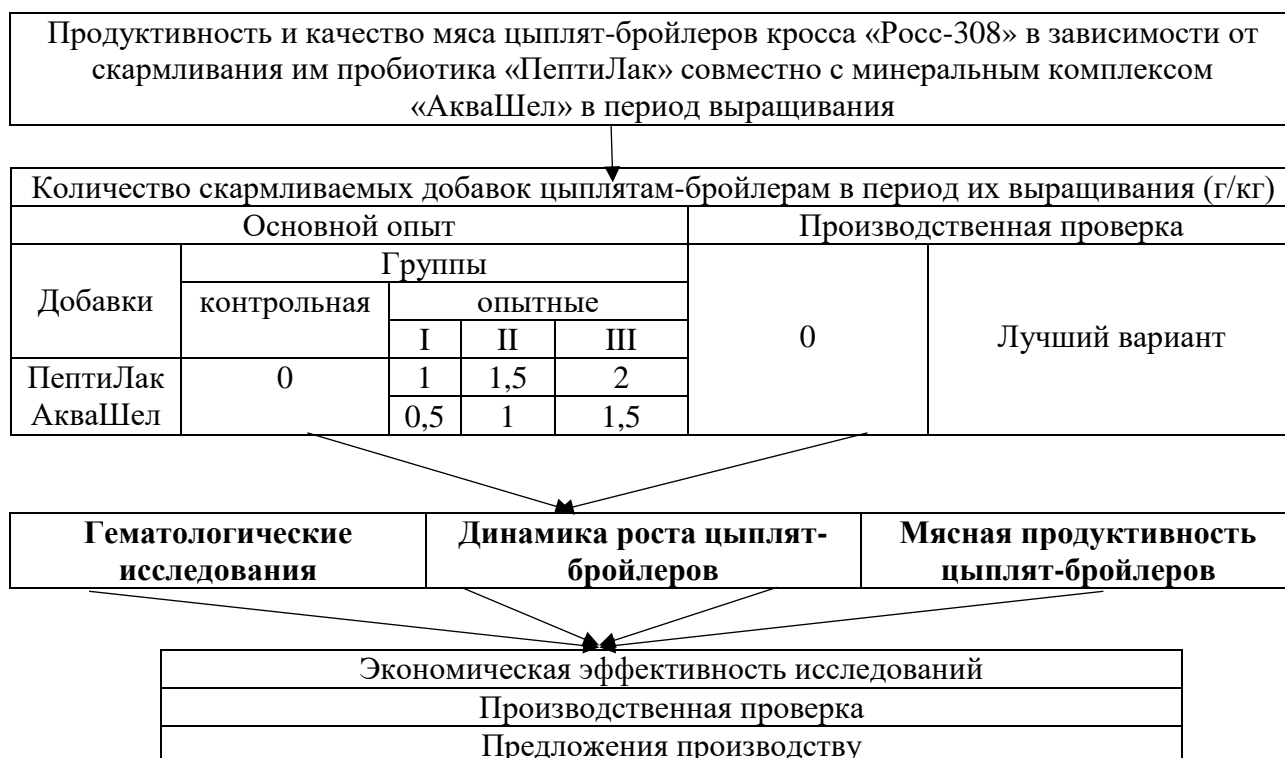 Продуктивность и качество мяса цыплят-бройлеров кросса «Росс-308» в зависимости от
скармливания им пробиотика «ПептиЛак» совместно с минеральным комплексом
«АкваШел» в период выращивания
Количество скармливаемых добавок цыплятам-бройлерам в период их выращивания (г/кг)
Основной опыт Производственная проверка
Добавки Группы 0 Лучший вариант
контрольная опытные
I II III
ПептиЛак 0 1 1,5 2
АкваШел 0,5 1 1,5
Гематологические исследования
Динамика роста цыплят-бройлеров
Мясная продуктивность цыплят-бройлеров
Экономическая эффективность исследований
Производственная проверка
Предложения производству